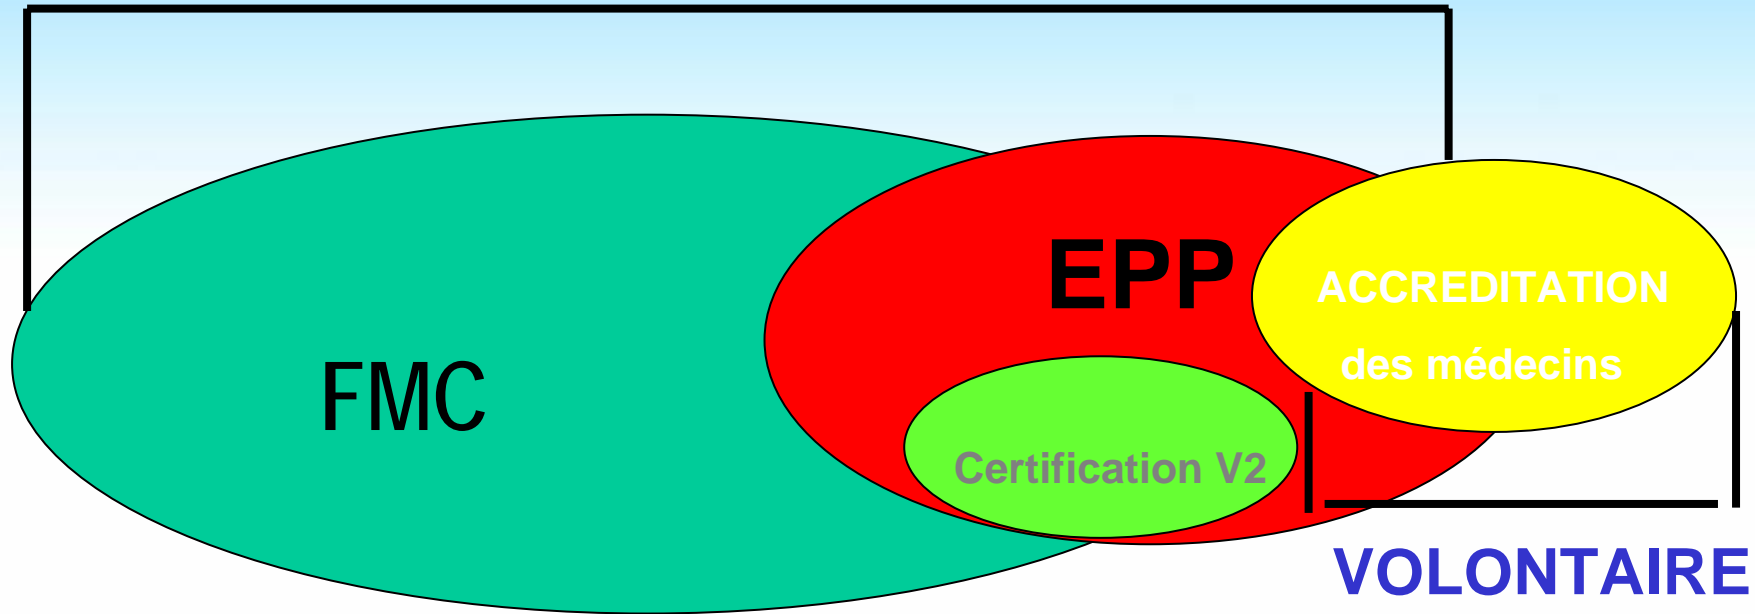 EPP
ACCREDITATION
des médecins
FMC
Certification V2
VOLONTAIRE